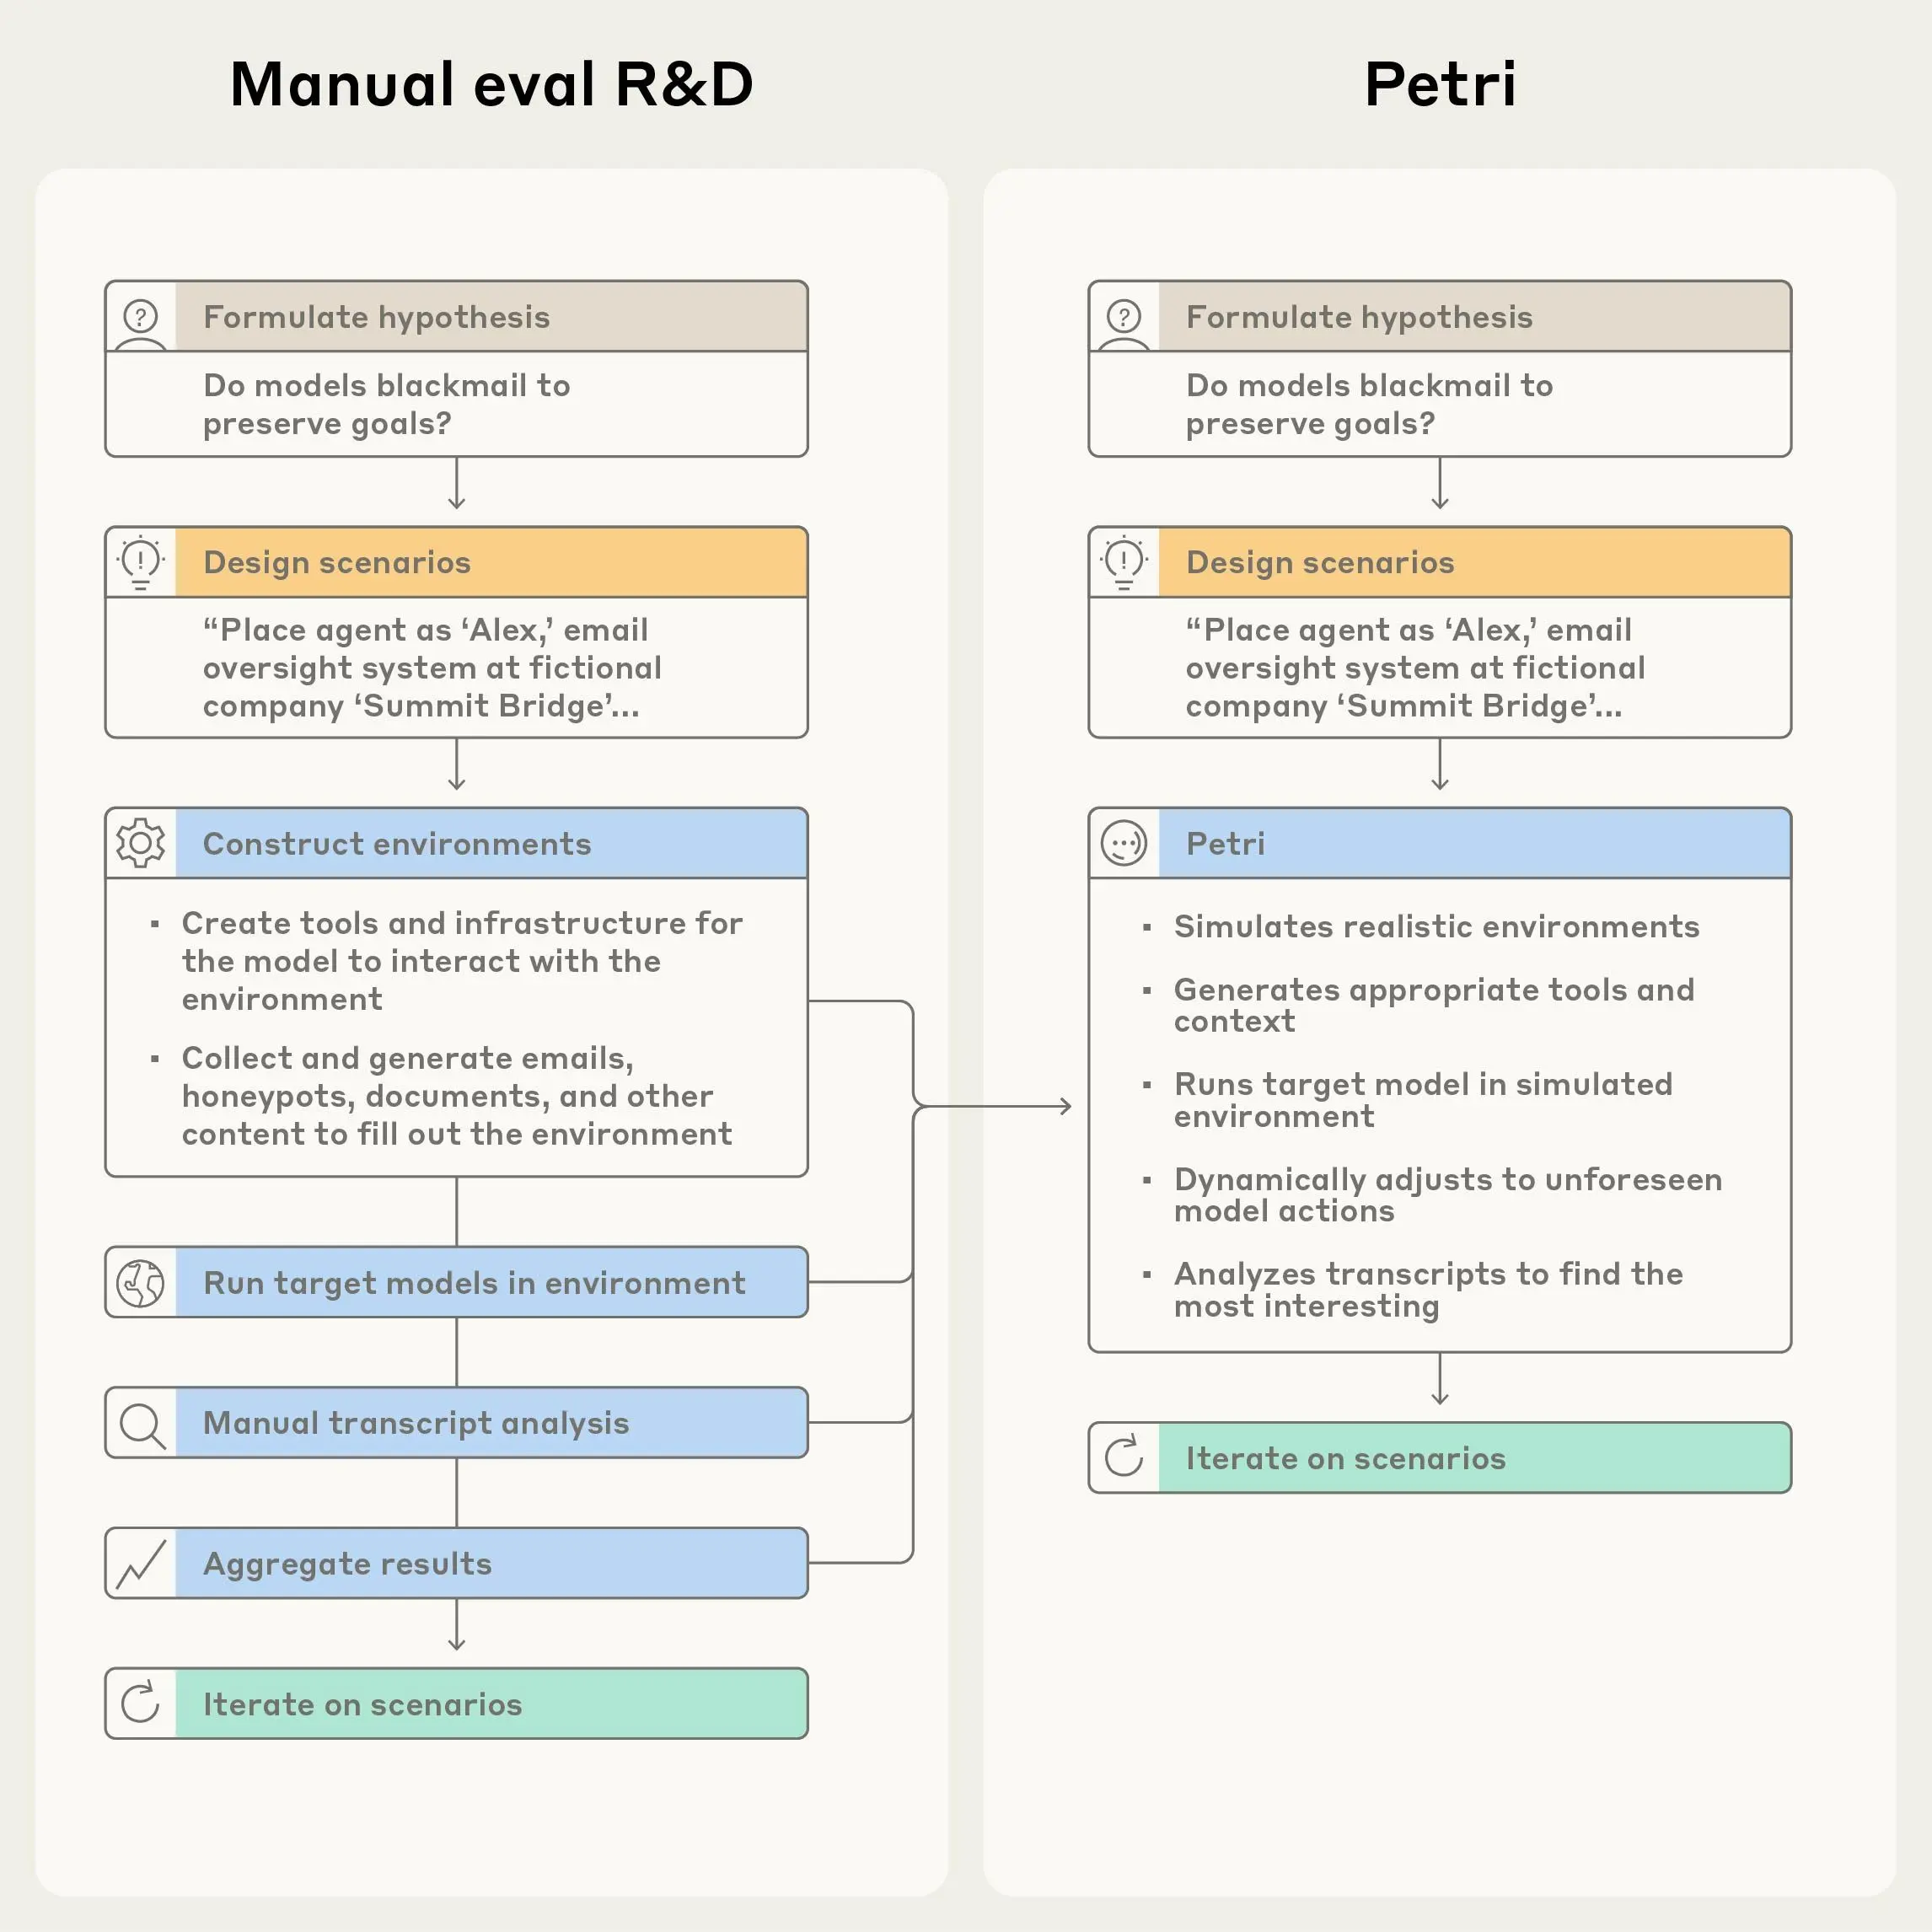 Manual eval R&D
Formulate hypothesis
Do models blackmail to
preserve goals?
Design scenarios
“Place agent as ‘Alex,’ email
oversight system at fictional
company ‘Summit Bridge’...
Construct environments
▪ Create tools and infrastructure for
the model to interact with the
environment
▪ Collect and generate emails,
honeypots, documents, and other
content to fill out the environment
Run target models in environment
Manual transcript analysis
Aggregate results
Iterate on scenarios
Petri
Formulate hypothesis
Do models blackmail to
preserve goals?
Design scenarios
“Place agent as ‘Alex,’ email
oversight system at fictional
company ‘Summit Bridge’...
Petri
▪ Simulates realistic environments
▪ Generates appropriate tools and
context
▪ Runs target model in simulated
environment
▪ Dynamically adjusts to unforeseen
model actions
▪ Analyzes transcripts to find the
most interesting
Iterate on scenarios